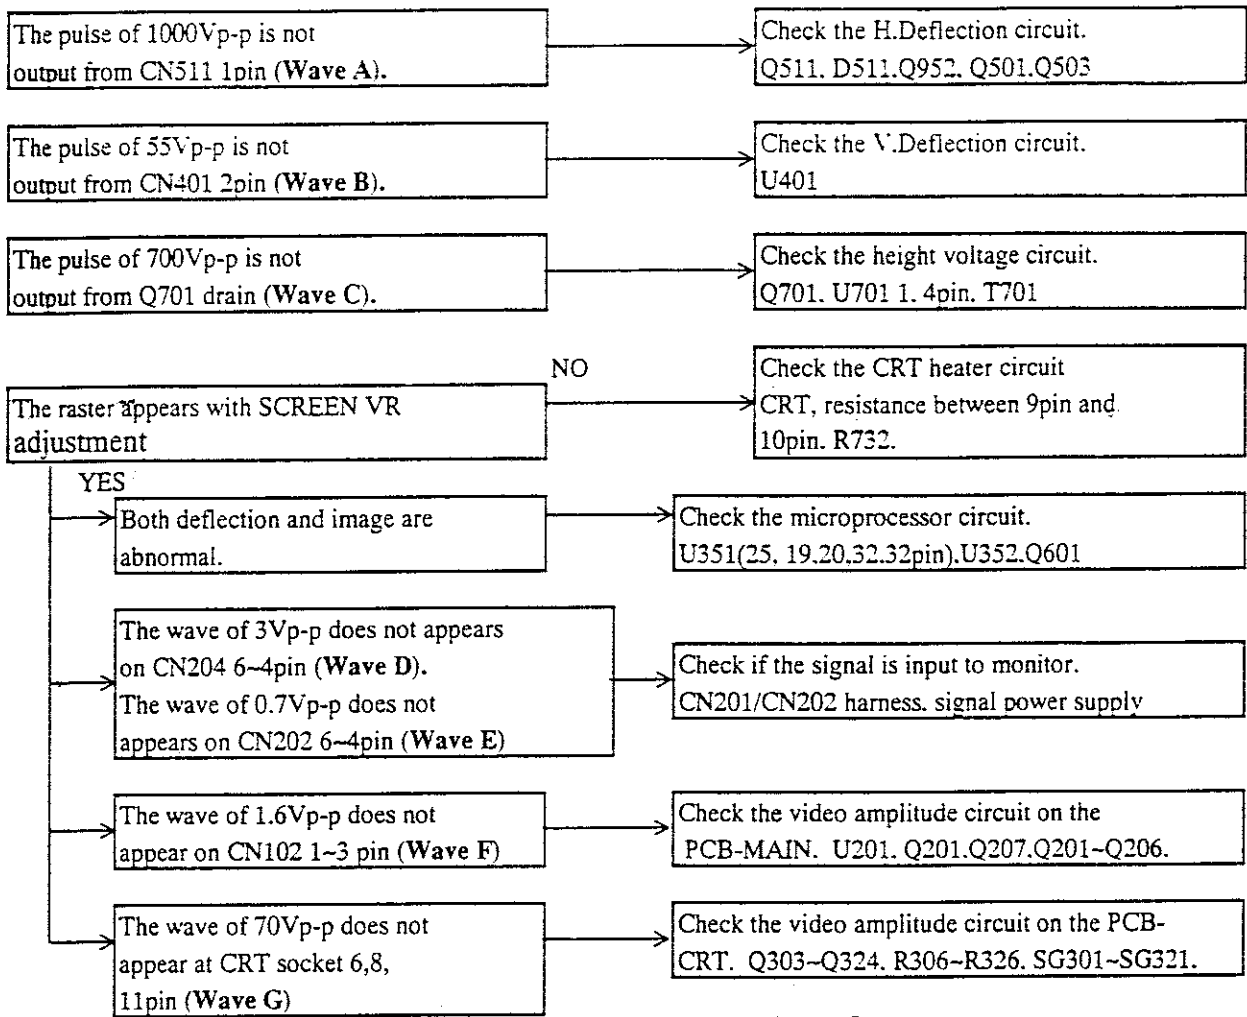 The pulse of 1000Vp-p is not
output from CN511 1pin (Wave A).
Check the H.Deflection circuit.
Q511. D511.Q952. Q501.Q503
The pulse of 55Vp-p is not
output from CN401 2pin (Wave B).
Check the V.Deflection circuit.
U401
The pulse of 700Vp-p is not
output from Q701 drain (Wave C).
Check the height voltage circuit.
Q701. U701 1. 4pin. T701
The raster appears with SCREEN VR
adjustment
NO
Check the CRT heater circuit
CRT, resistance between 9pin and
10pin. R732.
YES
Both deflection and image are
abnormal.
Check the microprocessor circuit.
U351(25, 19.20,32.32pin).U352.Q601
The wave of 3Vp-p does not appears
on CN204 6~4pin (Wave D).
The wave of 0.7Vp-p does not
appears on CN202 6~4pin (Wave E)
Check if the signal is input to monitor.
CN201/CN202 harness. signal power supply
The wave of 1.6Vp-p does not
appear on CN102 1~3 pin (Wave F)
Check the video amplitude circuit on the
PCB-MAIN. U201. Q201.Q207.Q201~Q206.
The wave of 70Vp-p does not
appear at CRT socket 6,8,
11pin (Wave G)
Check the video amplitude circuit on the PCB-
CRT. Q303~Q324. R306~R326. SG301~SG321.